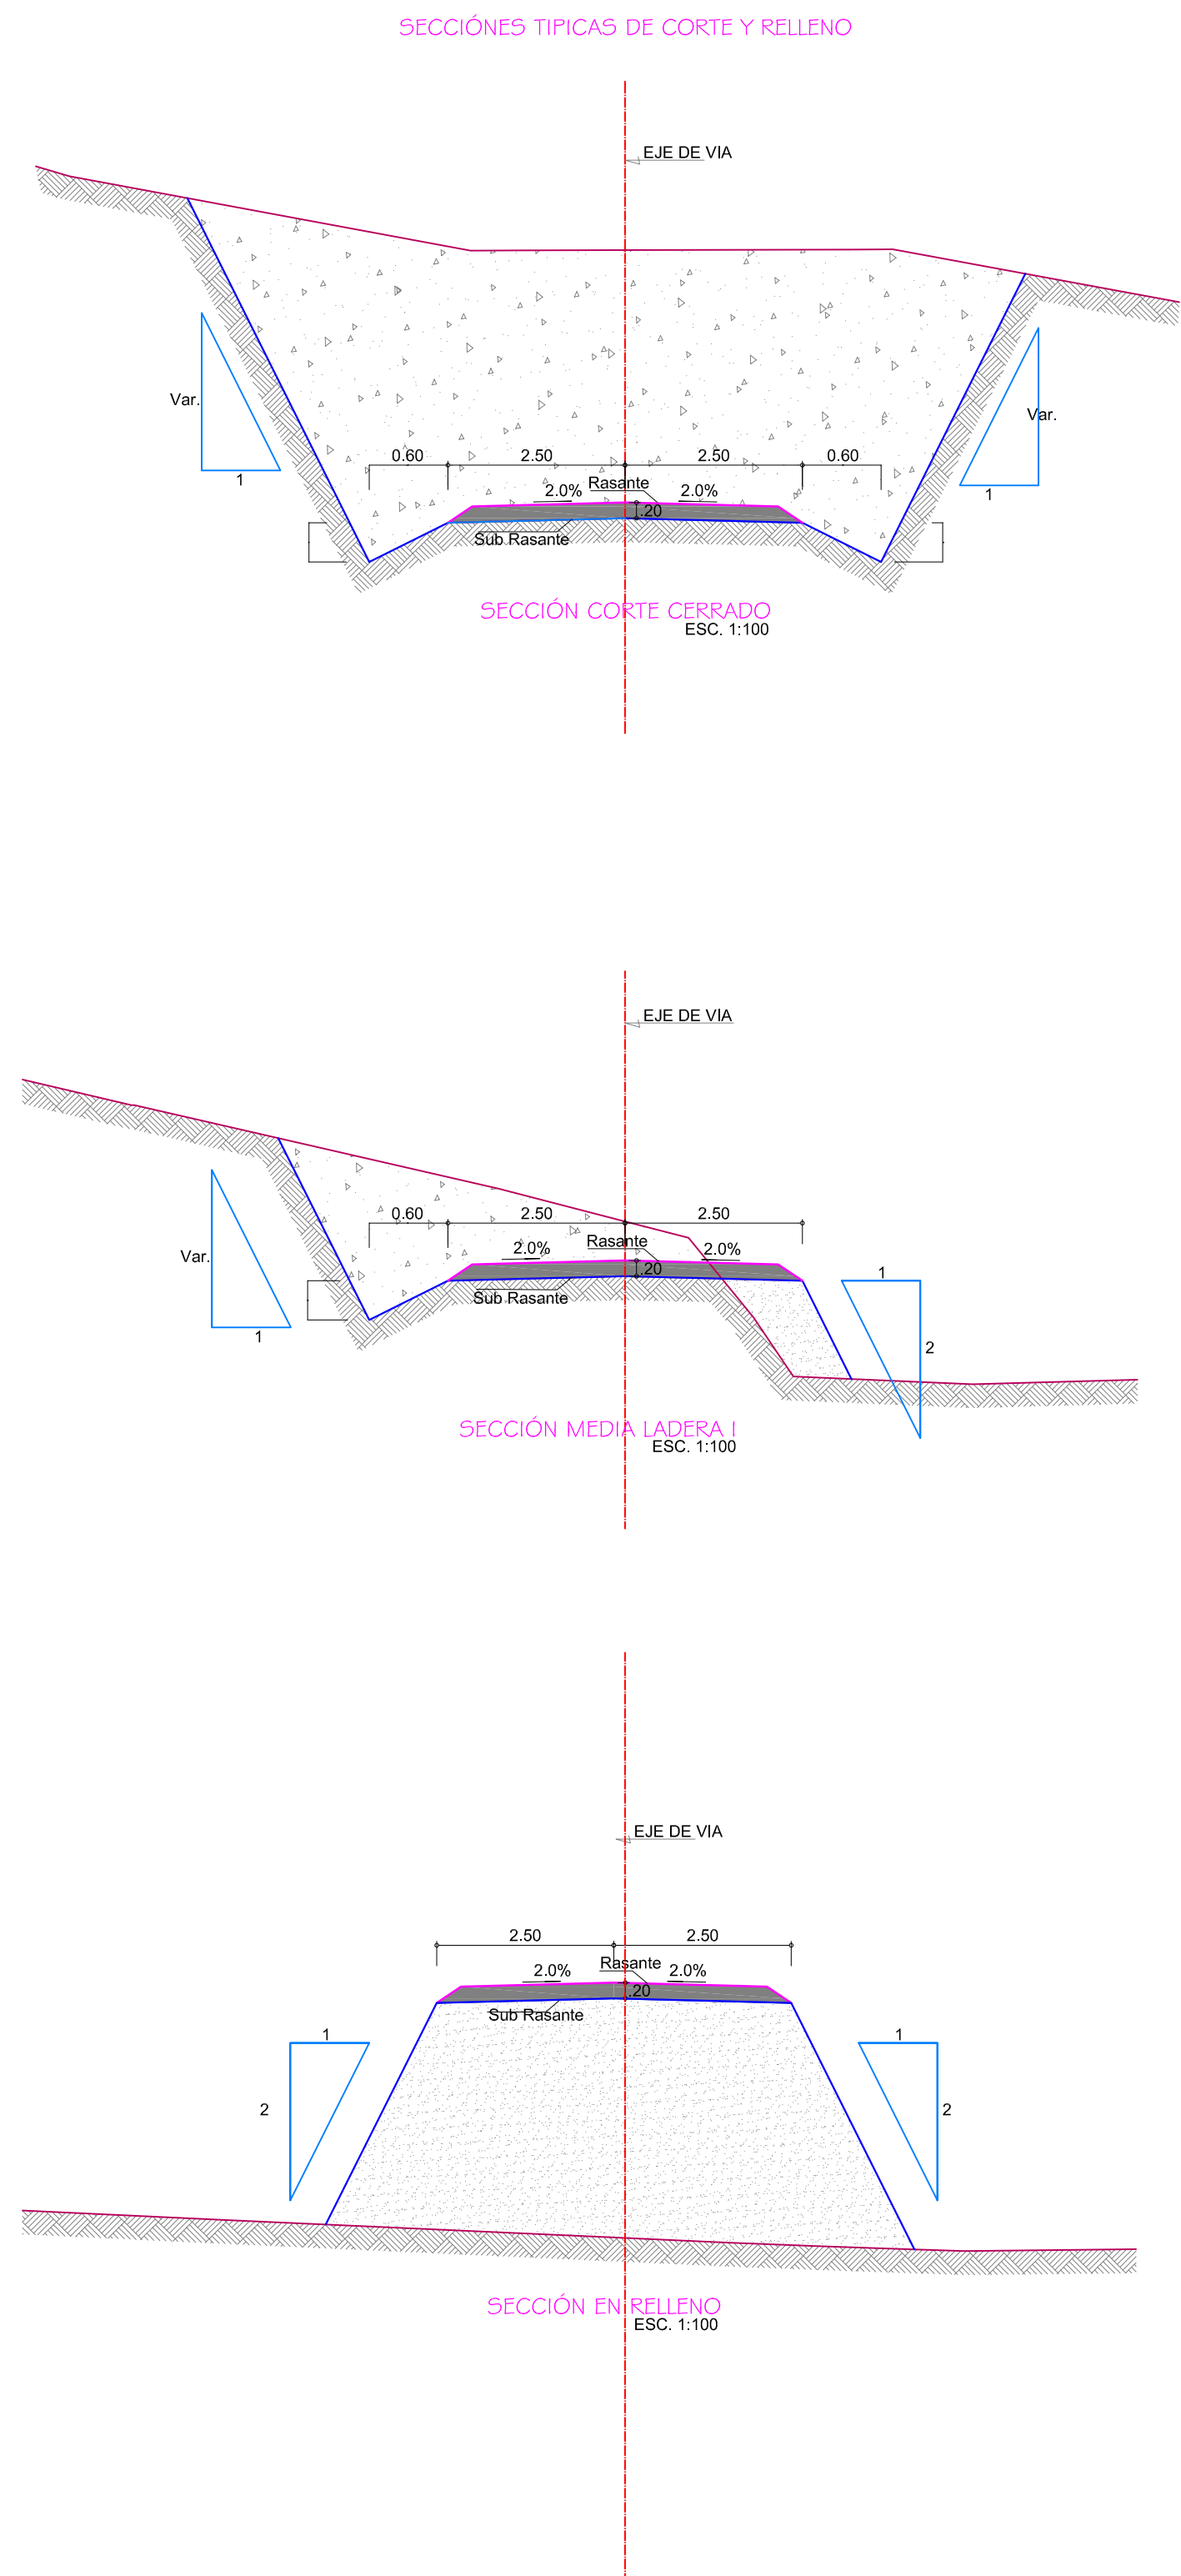 SECCIÓNES TIPICAS DE CORTE Y RELLENO
EJE DE VIA
Var.
1
Var.
1
0.60 2.50 2.50 0.60
Rasante
2.0% 2.0%
.20
Sub Rasante
SECCIÓN CORTE CERRADO
ESC. 1:100
EJE DE VIA
Var.
1
0.60 2.50 2.50
Rasante
2.0% 2.0%
.20
Sub Rasante
1
2
SECCIÓN MEDIA LADERA I
ESC. 1:100
EJE DE VIA
2.50 2.50
Rasante
2.0% 2.0%
.20
Sub Rasante
1
2
1
2
SECCIÓN EN RELLENO
ESC. 1:100